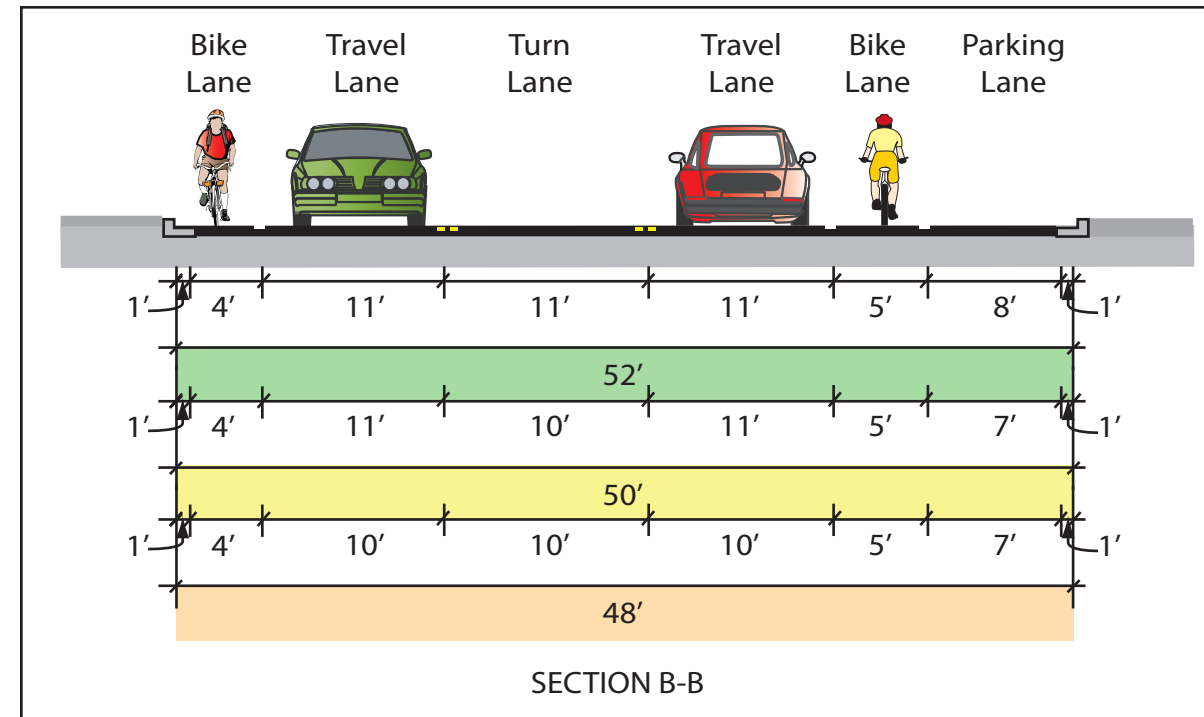 Bike Travel Turn Travel Bike Parking
Lane Lane Lane Lane Lane Lane
1′ 4′ 11′ 11′ 11′ 5′ 8′ 1′
52′
1′ 4′ 11′ 10′ 11′ 5′ 7′ 1′
50′
1′ 4′ 10′ 10′ 10′ 5′ 7′ 1′
48′
SECTION B-B